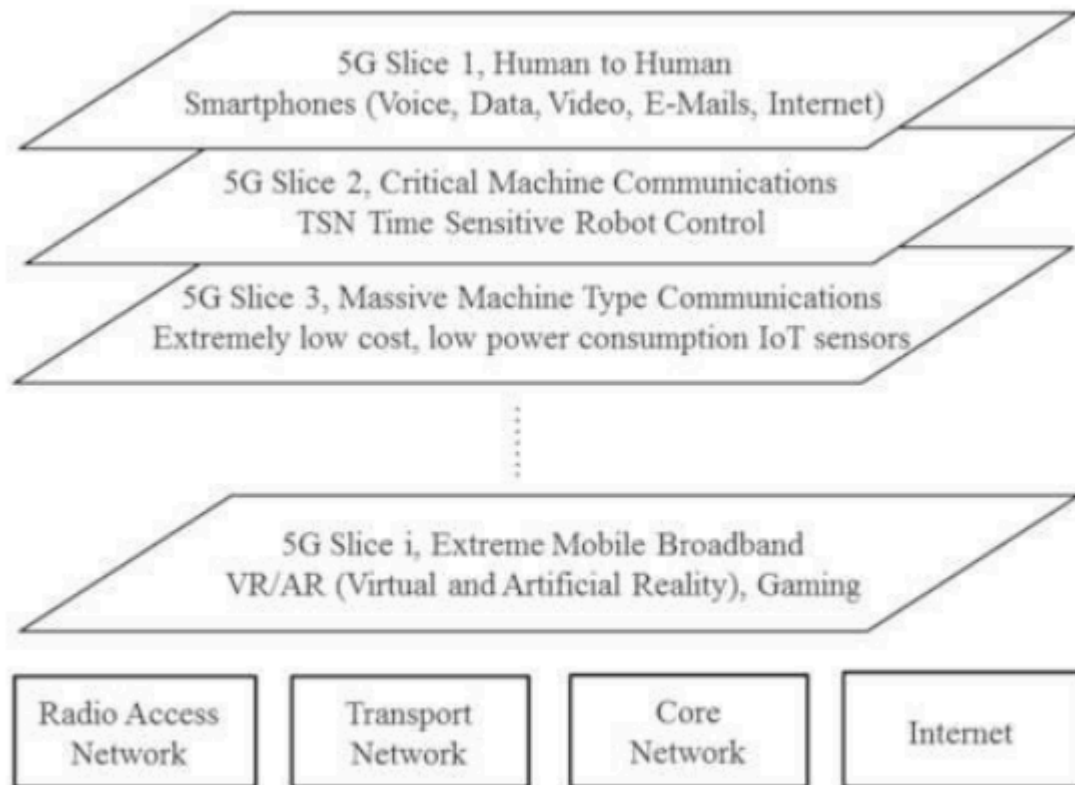 5G Slice 1, Human to Human
Smartphones (Voice, Data, Video, E-Mails, Internet)
5G Slice 2, Critical Machine Communications
TSN Time Sensitive Robot Control
5G Slice 3, Massive Machine Type Communications
Extremely low cost, low power consumption IoT sensors
5G Slice i, Extreme Mobile Broadband
VR/AR (Virtual and Artificial Reality), Gaming
Radio Access
Network
Transport
Network
Core
Network
Internet